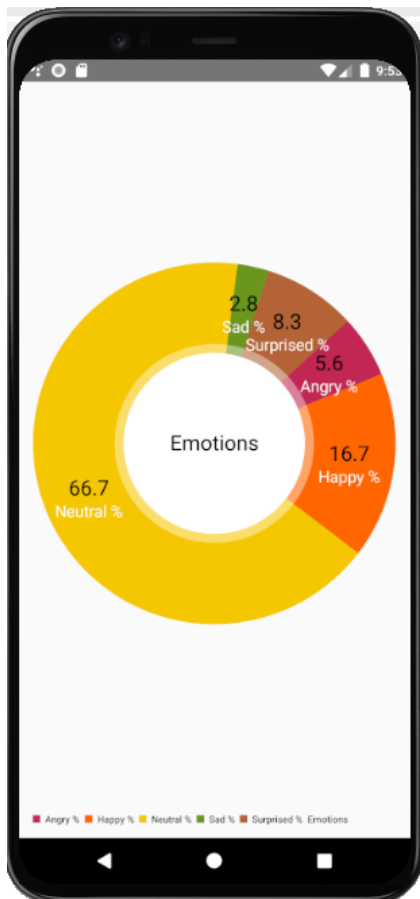 9:53
2.8
Sad %
8.3
Surprised %
5.6
Angry %
16.7
Happy %
Emotions
66.7
Neutral %
Angry % Happy % Neutral % Sad % Surprised % Emotions